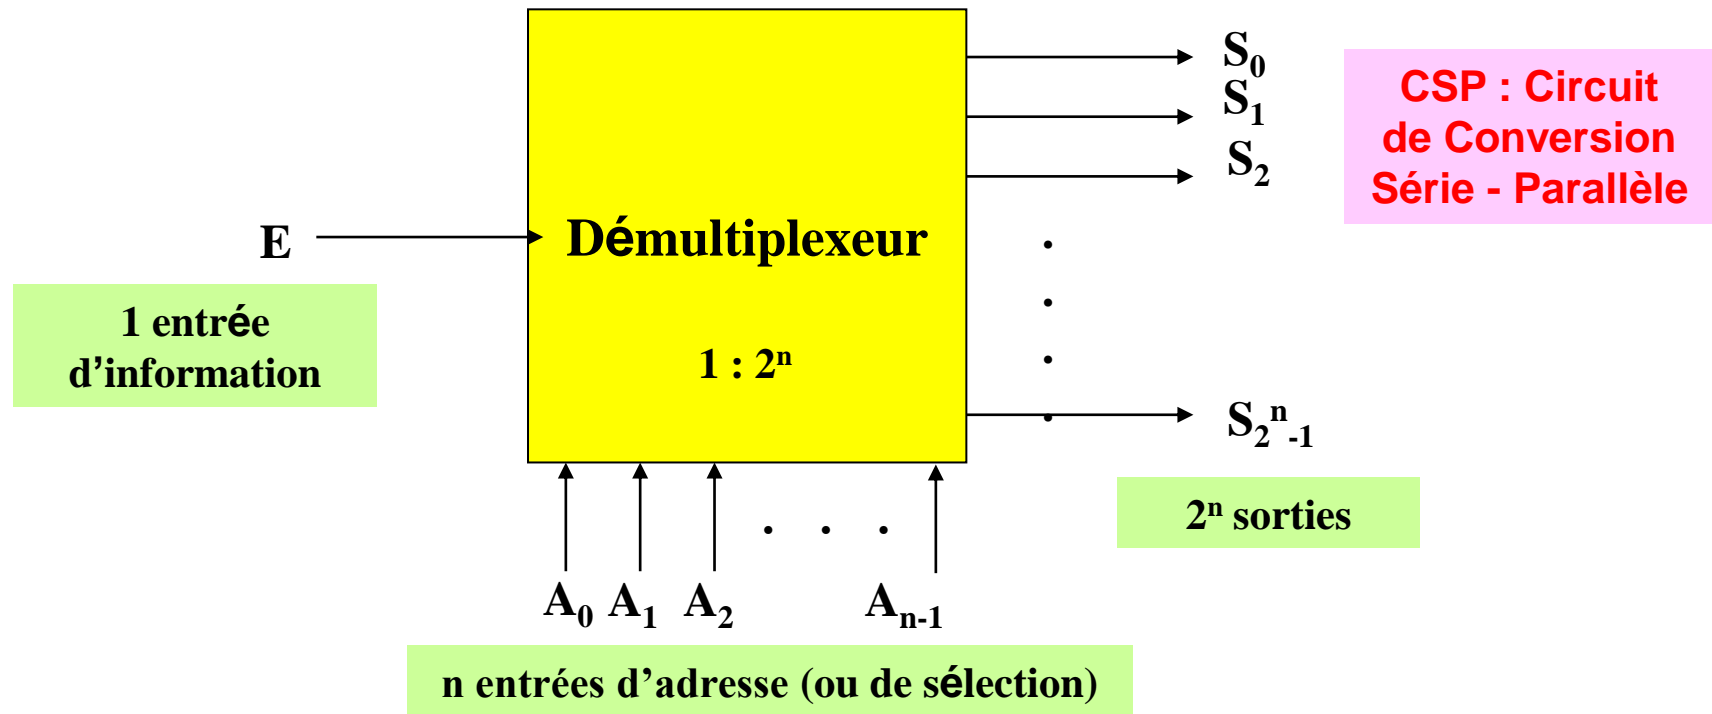 S₀
S₁
S₂
CSP : Circuit
de Conversion
Série - Parallèle
E
Démultiplexeur
1 entrée
d’information
1 : 2ⁿ
S₂ⁿ₋₁
2ⁿ sorties
A₀ A₁ A₂ . . . Aₙ₋₁
n entrées d’adresse (ou de sélection)